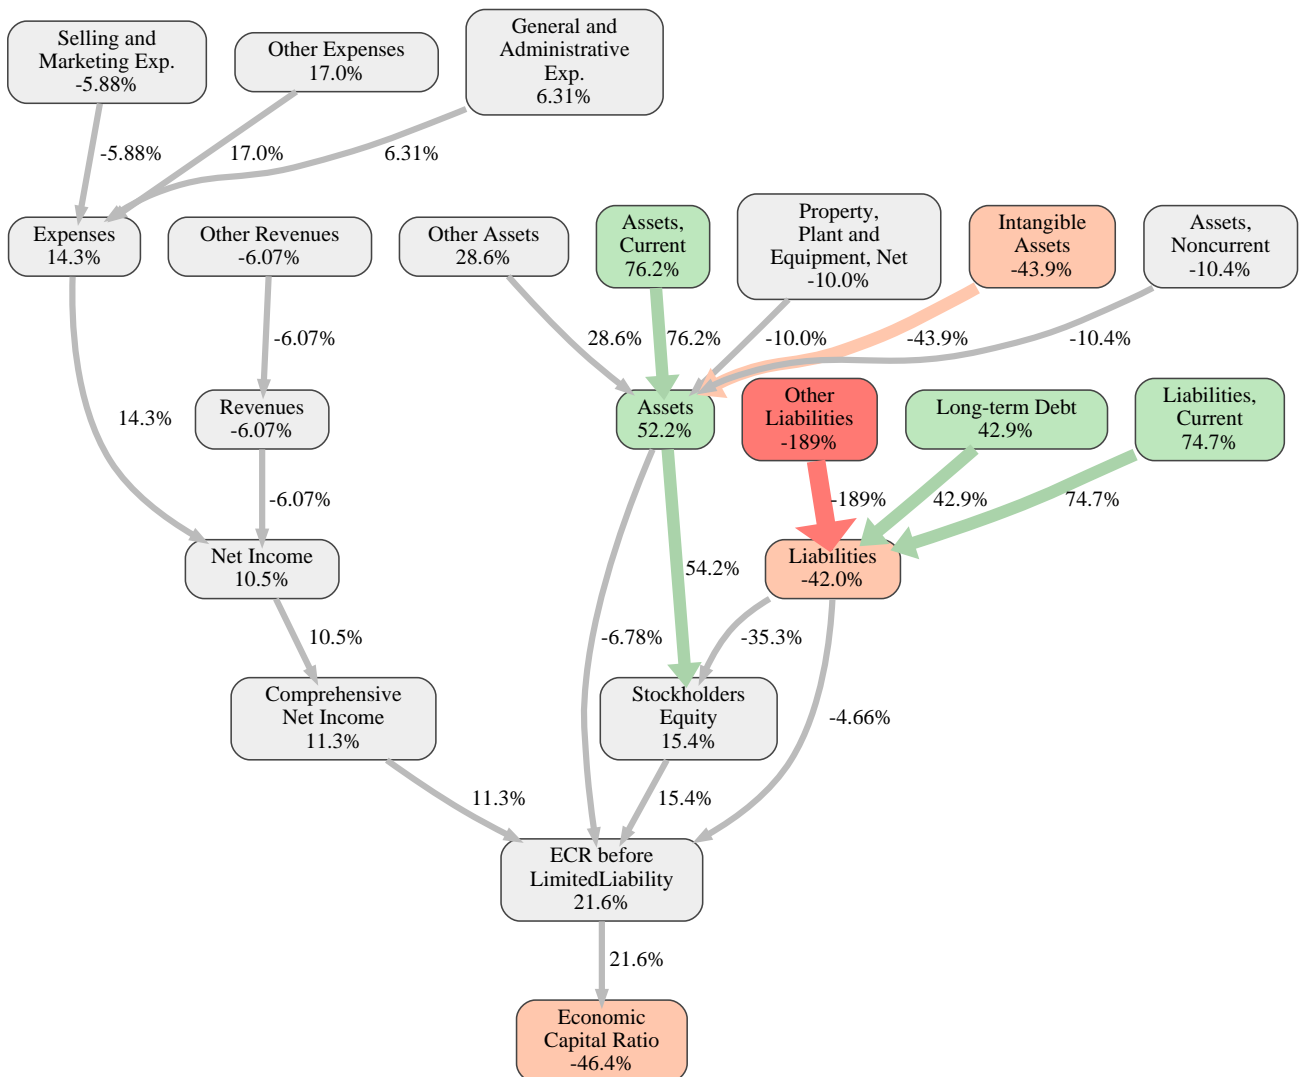 Selling and
Marketing Exp.
-5.88%
Other Expenses
17.0%
General and
Administrative
Exp.
6.31%
-5.88%
17.0%
6.31%
Expenses
14.3%
Other Revenues
-6.07%
Other Assets
28.6%
Assets,
Current
76.2%
Property,
Plant and
Equipment, Net
-10.0%
Intangible
Assets
-43.9%
Assets,
Noncurrent
-10.4%
-6.07%
28.6%
76.2%
-10.0%
-43.9%
-10.4%
14.3%
Revenues
-6.07%
Assets
52.2%
Other
Liabilities
-189%
Long-term Debt
42.9%
Liabilities,
Current
74.7%
-6.07%
-189%
42.9%
74.7%
Net Income
10.5%
54.2%
Liabilities
-42.0%
10.5%
-6.78%
-35.3%
Comprehensive
Net Income
11.3%
Stockholders
Equity
15.4%
-4.66%
11.3%
15.4%
ECR before
LimitedLiability
21.6%
21.6%
Economic
Capital Ratio
-46.4%